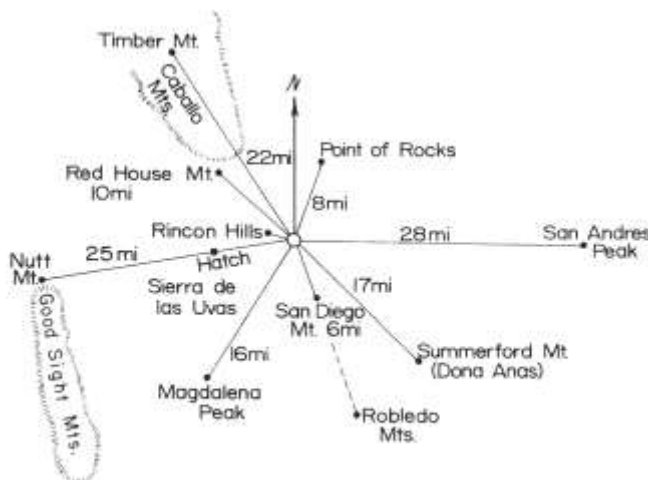 Timber Mt.
Caballo
Mts.
N
Point of Rocks
22mi
Red House Mt.
10mi
8mi
Rincon Hills
28mi
San Andres
Peak
25mi
Nutt
Mt.
Hatch
Sierra de
las Uvas
17mi
San Diego
Mt. 6mi
Good Sight Mts.
16mi
Summerford Mt.
(Dona Anas)
Magdalena
Peak
Robledo
Mts.